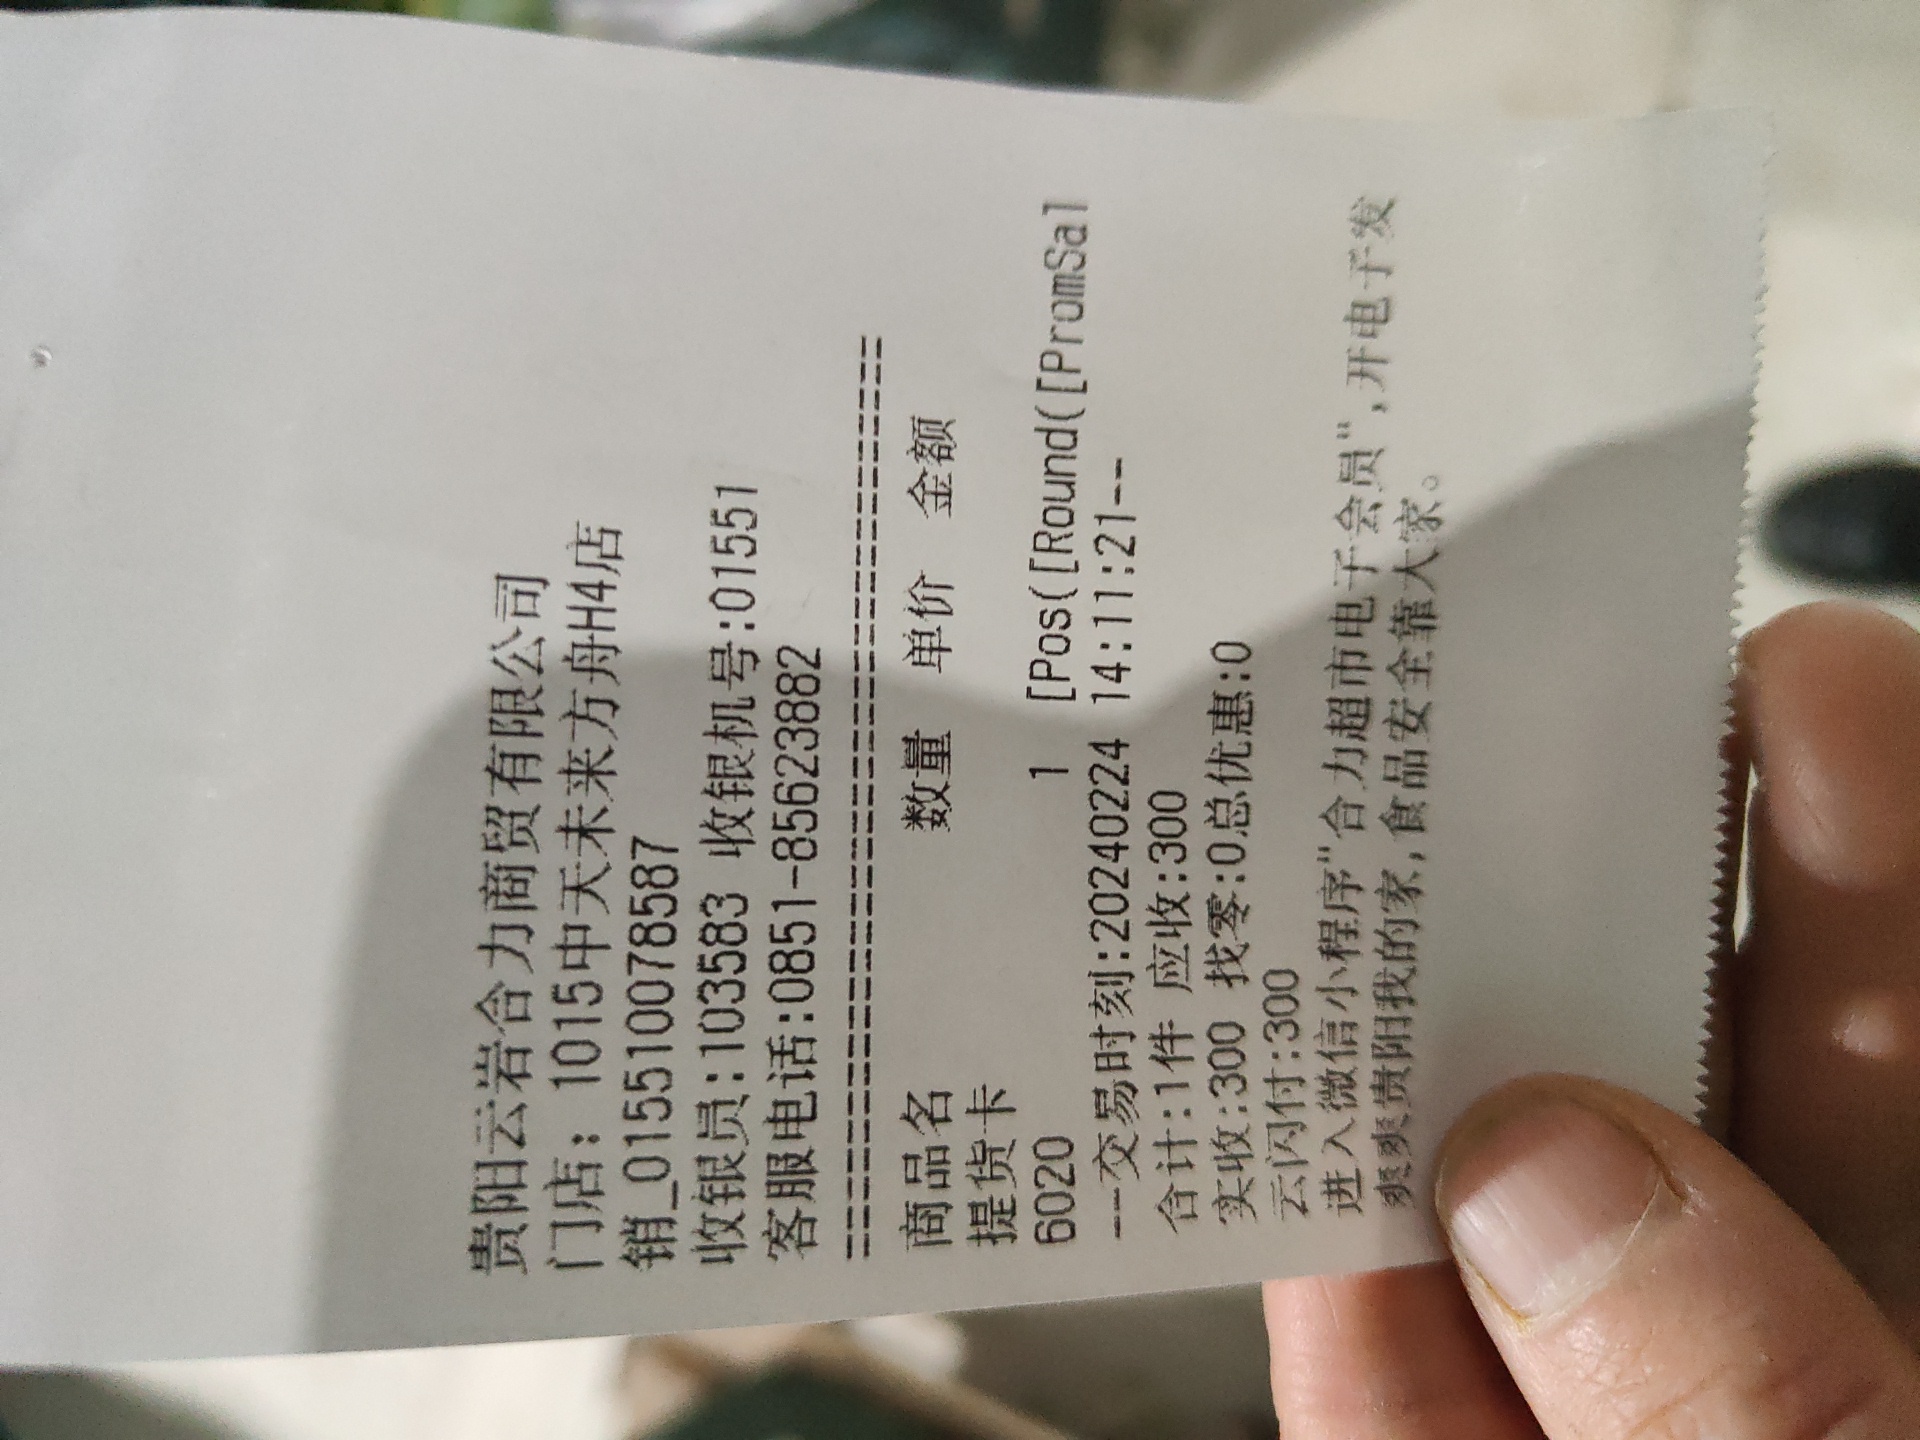 贵阳云岩合力商贸有限公司
门店: 1015中天未来方舟H4店
销_015510078587
收银员:103583 收银机号:01551
客服电话:0851-85623882
================================
商品名 数量 单价 金额
提货卡
6020 1 [Pos([Round([PromSal
--交易时刻:20240224 14:11:21--
合计:1件 应收:300
实收:300 找零:0总优惠:0
云闪付:300
进入微信小程序"合力超市电子会员",开电子发
爽爽贵阳我的家,食品安全靠大家。